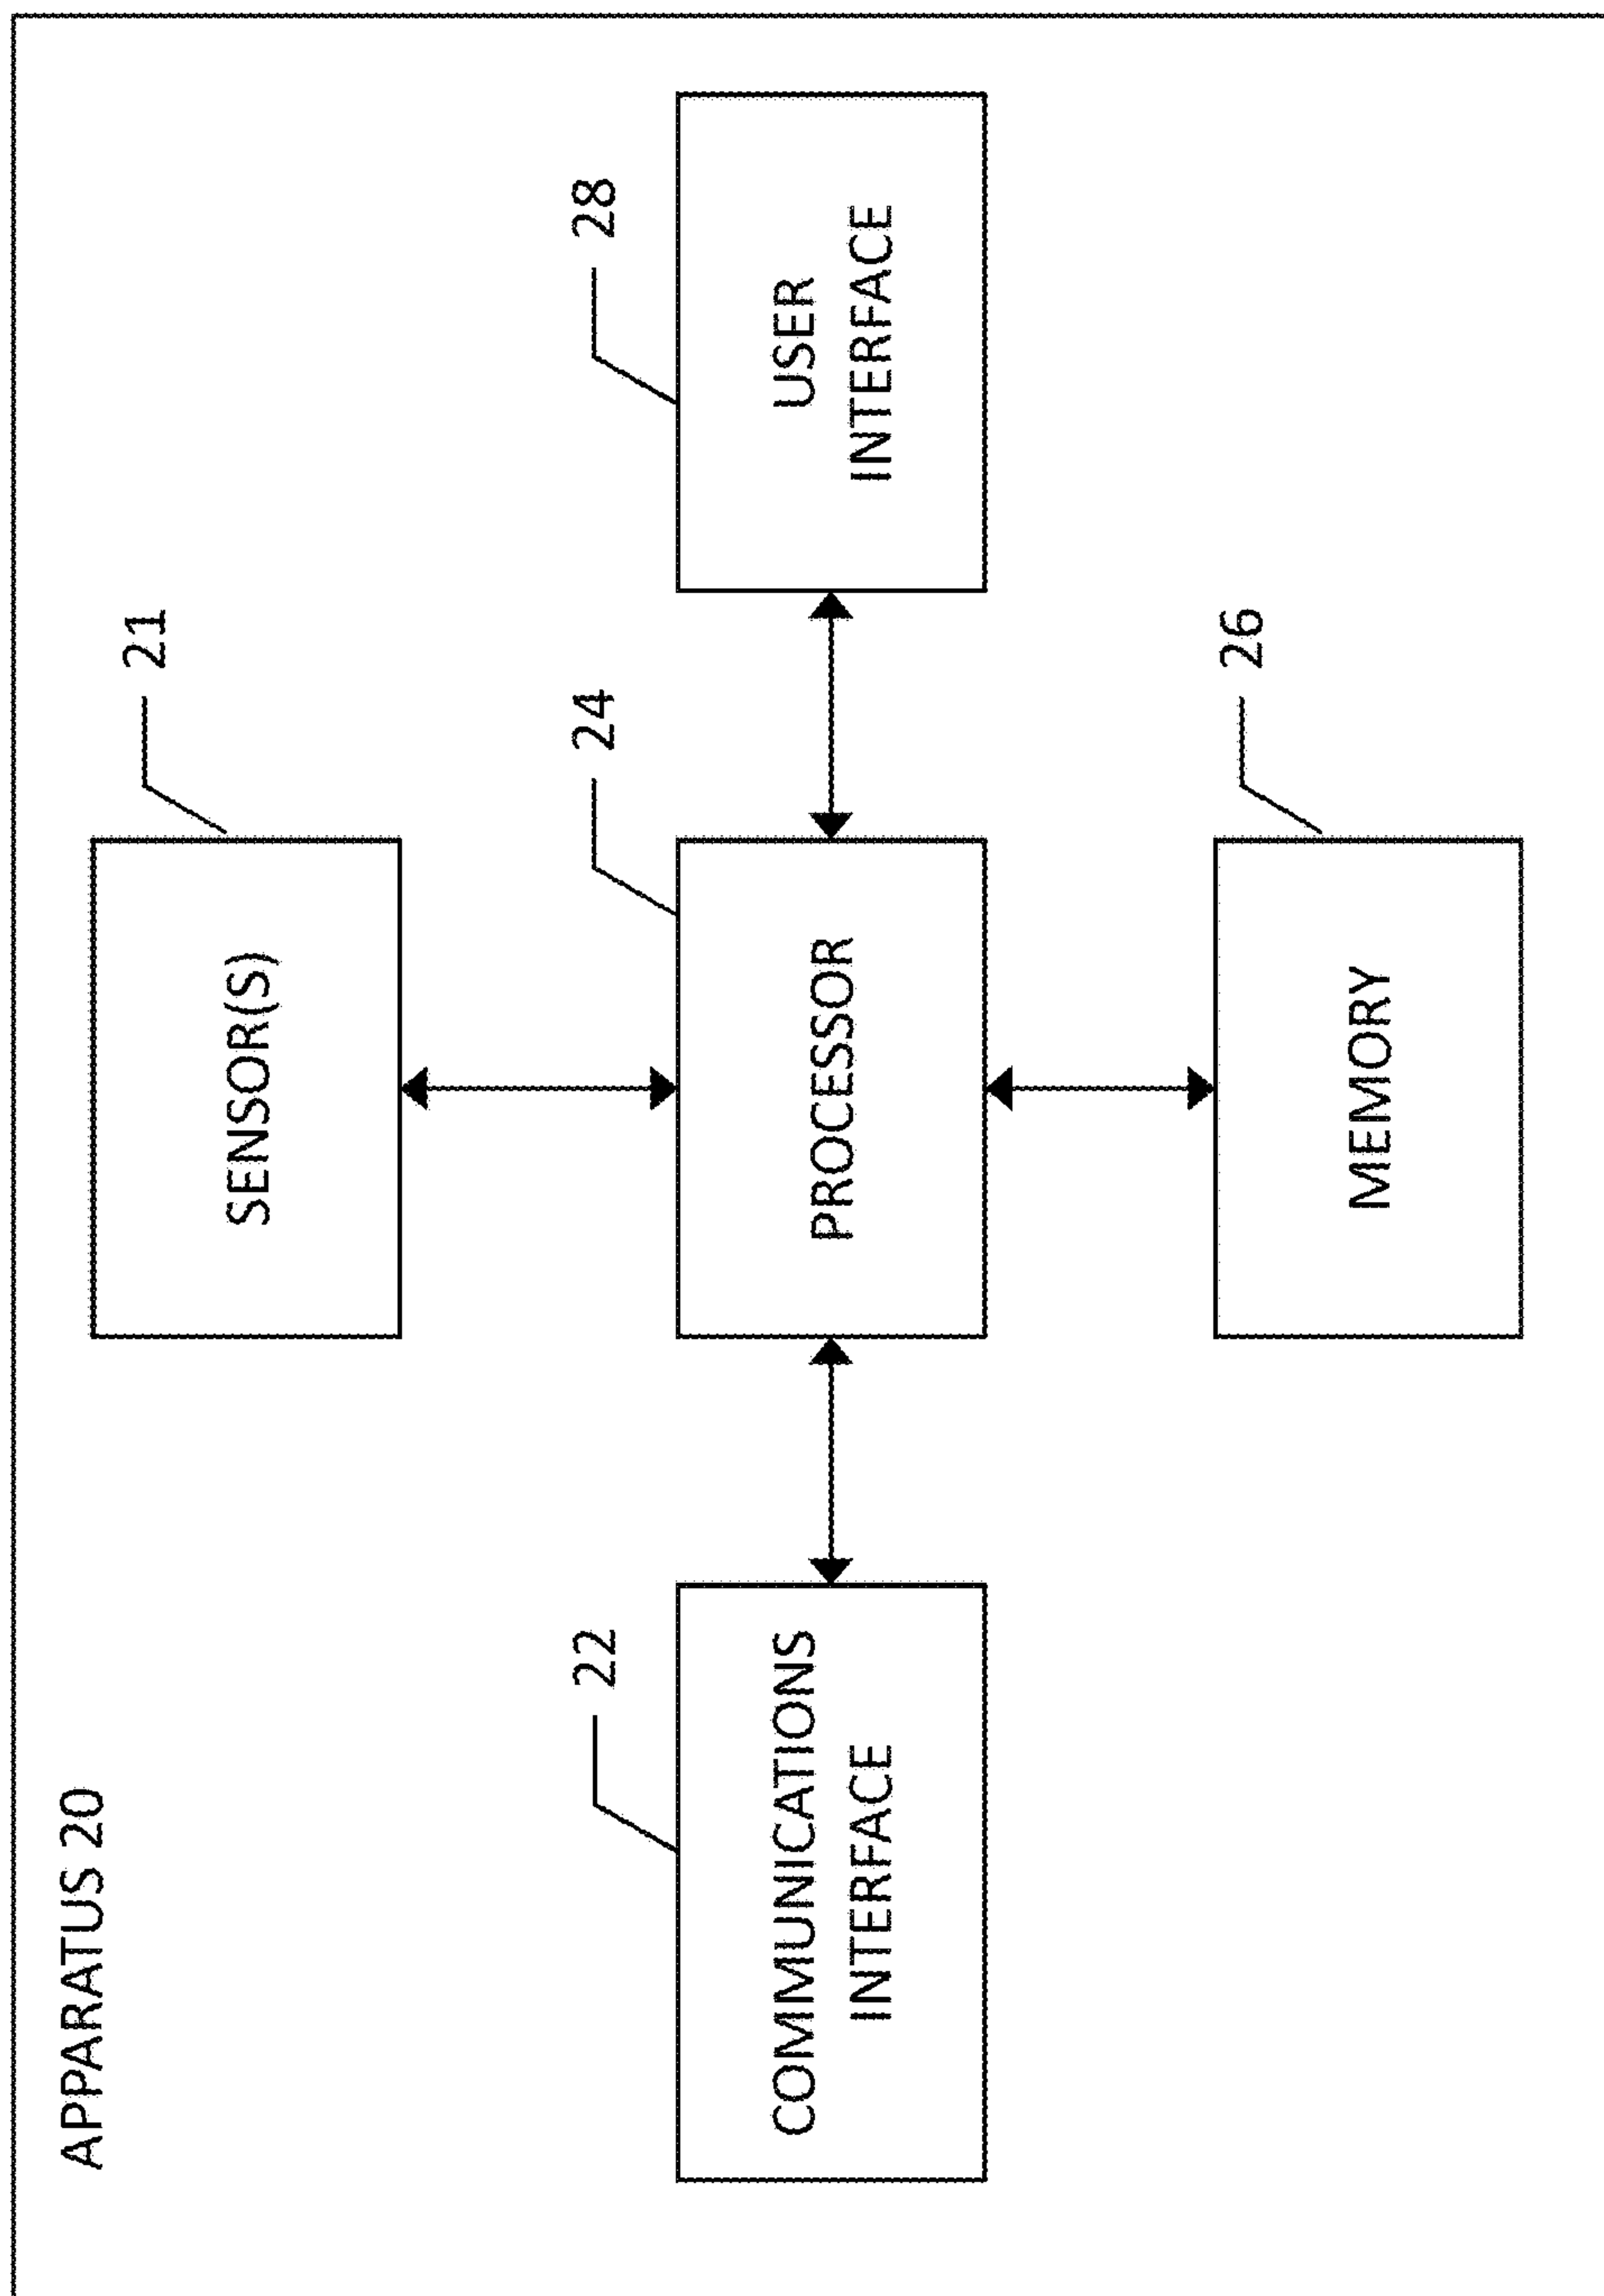 APPARATUS 20
SENSOR(S)
21
COMMUNICATIONS
INTERFACE
22
PROCESSOR
24
USER
INTERFACE
28
MEMORY
26